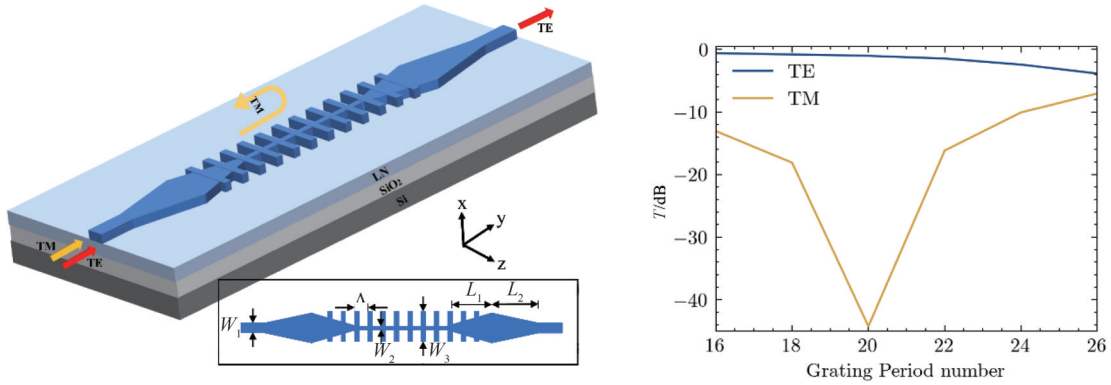 TE
TM
LN
SiO₂
Si
TM
TE
x
y
z
Λ
L₁
L₂
W₁
W₂
W₃
0
−10
−20
−30
−40
T/dB
TE
TM
16
18
20
22
24
26
Grating Period number